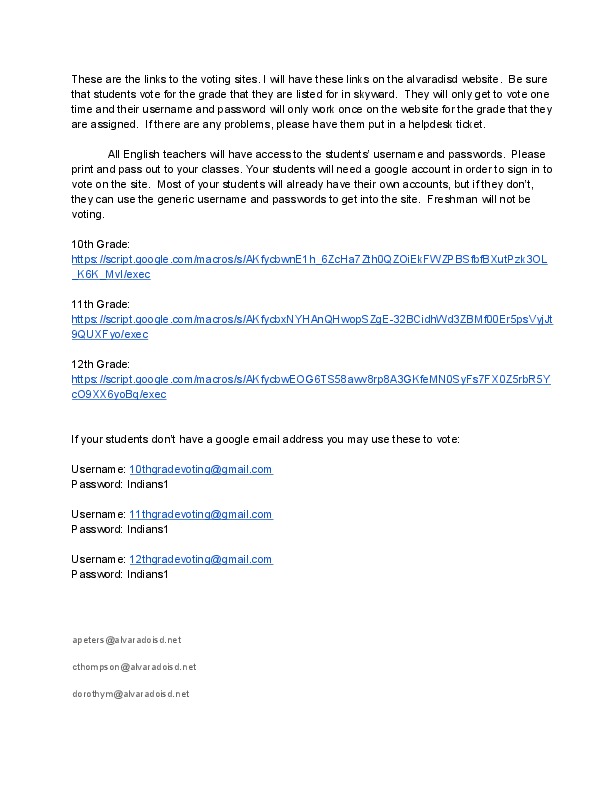 These are the links to the voting sites. I will have these links on the alvaradisd website.  Be sure
that students vote for the grade that they are listed for in skyward.  They will only get to vote one
time and their username and password will only work once on the website for the grade that they
are assigned.  If there are any problems, please have them put in a helpdesk ticket.
All English teachers will have access to the students' username and passwords.  Please
print and pass out to your classes. Your students will need a google account in order to sign in to
vote on the site.  Most of your students will already have their own accounts, but if they don't,
they can use the generic username and passwords to get into the site.  Freshman will not be
voting.
10th Grade:
https://script.google.com/macros/s/AKfycbwnE1h_6ZcHa7Zth0QZOiEkFWZPBSfbfBXutPzk3OL
_K6K_MvI/exec
11th Grade:
https://script.google.com/macros/s/AKfycbxNYHAnQHwopSZgE-32BCidhWd3ZBMf00Er5psVyjJt
9QUXFyo/exec
12th Grade:
https://script.google.com/macros/s/AKfycbwEOG6TS58awv8rp8A3GKfeMN0SyFs7FX0Z5rbR5Y
cO9XX6yoBq/exec
If your students don't have a google email address you may use these to vote:
Username: 10thgradevoting@gmail.com
Password: Indians1
Username: 11thgradevoting@gmail.com
Password: Indians1
Username: 12thgradevoting@gmail.com
Password: Indians1
apeters@alvaradoisd.net
cthompson@alvaradoisd.net
dorothym@alvaradoisd.net